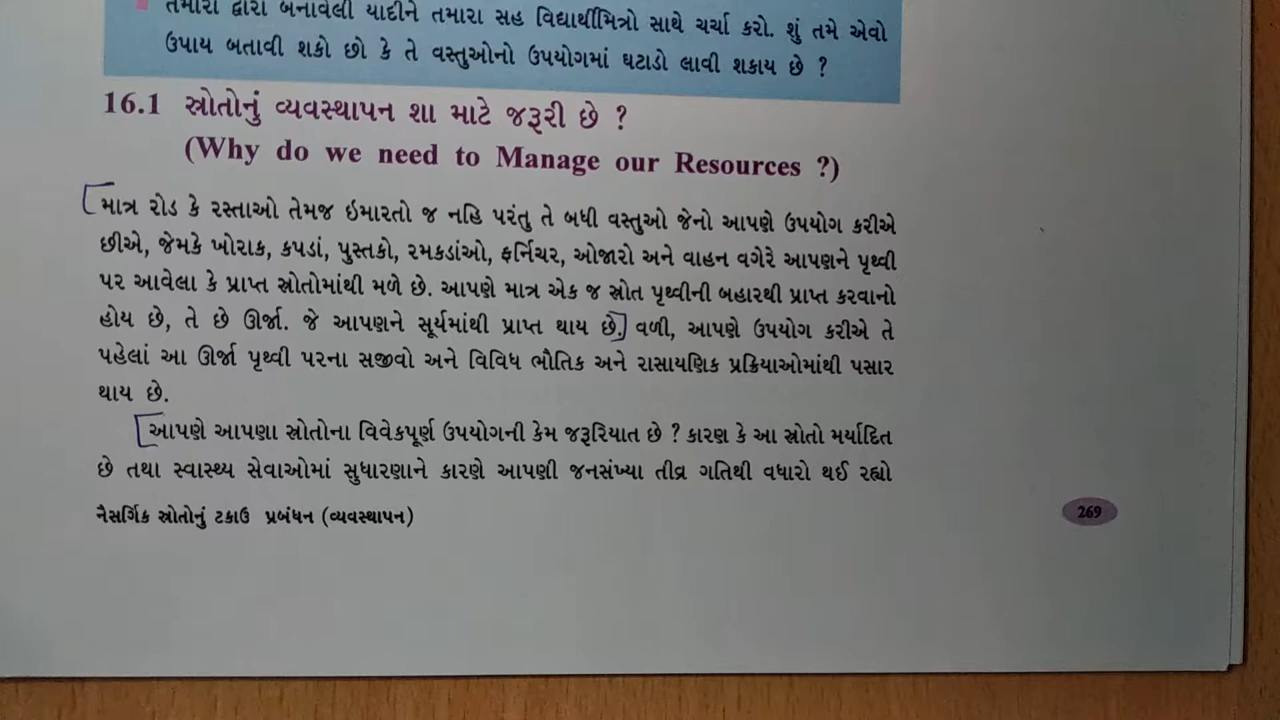 તમારા દ્વારા બનાવેલી યાદીને તમારા સહ વિદ્યાર્થીમિત્રો સાથે ચર્ચા કરો. શું તમે એવો
ઉપાય બતાવી શકો છો કે તે વસ્તુઓનો ઉપયોગમાં ઘટાડો લાવી શકાય છે ?
16.1 સ્રોતોનું વ્યવસ્થાપન શા માટે જરૂરી છે ?
(Why do we need to Manage our Resources ?)
માત્ર રોડ કે રસ્તાઓ તેમજ ઇમારતો જ નહિ પરંતુ તે બધી વસ્તુઓ જેનો આપણે ઉપયોગ કરીએ
છીએ, જેમકે ખોરાક, કપડાં, પુસ્તકો, રમકડાંઓ, ફર્નિચર, ઓજારો અને વાહન વગેરે આપણને પૃથ્વી
પર આવેલા કે પ્રાપ્ત સ્રોતોમાંથી મળે છે. આપણે માત્ર એક જ સ્રોત પૃથ્વીની બહારથી પ્રાપ્ત કરવાનો
હોય છે, તે છે ઊર્જા. જે આપણને સૂર્યમાંથી પ્રાપ્ત થાય છે. વળી, આપણે ઉપયોગ કરીએ તે
પહેલાં આ ઊર્જા પૃથ્વી પરના સજીવો અને વિવિધ ભૌતિક અને રાસાયણિક પ્રક્રિયાઓમાંથી પસાર
થાય છે.
આપણે આપણા સ્રોતોના વિવેકપૂર્ણ ઉપયોગની કેમ જરૂરિયાત છે ? કારણ કે આ સ્રોતો મર્યાદિત
છે તથા સ્વાસ્થ્ય સેવાઓમાં સુધારણાને કારણે આપણી જનસંખ્યા તીવ્ર ગતિથી વધારો થઈ રહ્યો
નૈસર્ગિક સ્રોતોનું ટકાઉ પ્રબંધન (વ્યવસ્થાપન)
269